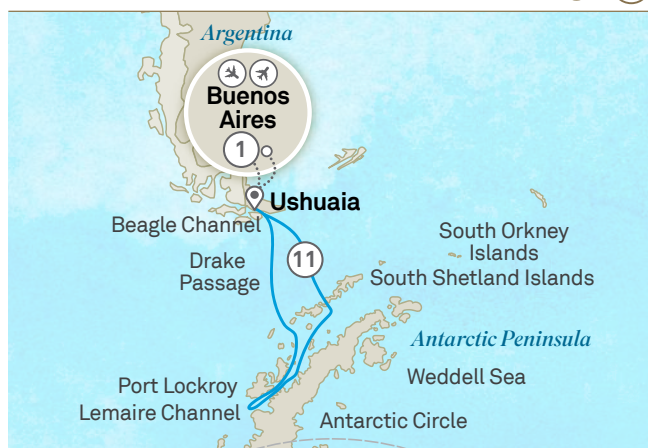 Argentina
Buenos
Aires
1
Ushuaia
Beagle Channel
Drake
Passage
11
South Orkney
Islands
South Shetland Islands
Antarctic Peninsula
Weddell Sea
Port Lockroy
Lemaire Channel
Antarctic Circle